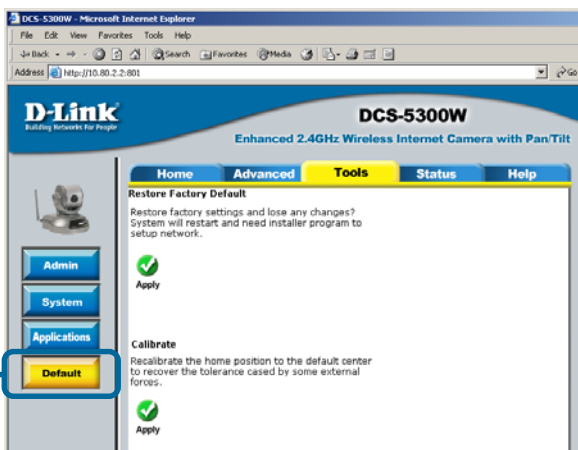 DCS-5300W - Microsoft Internet Explorer
File Edit View Favorites Tools Help
Back Search Favorites Media
Address http://10.80.2.2:801 Go
D-Link
Building Networks for People
DCS-5300W
Enhanced 2.4GHz Wireless Internet Camera with Pan/Tilt
Home Advanced Tools Status Help
Restore Factory Default
Restore factory settings and lose any changes?
System will restart and need installer program to
setup network.
Apply
Admin
System
Applications
Default
Calibrate
Recalibrate the home position to the default center
to recover the tolerance cased by some external
forces.
Apply